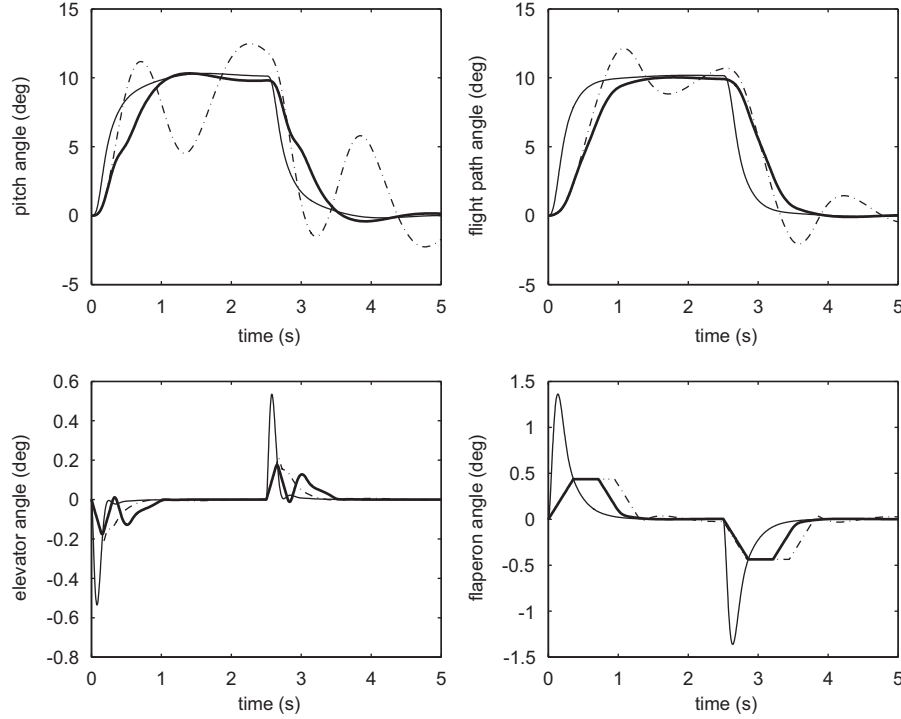 15
10
5
0
-5
pitch angle (deg)
0 1 2 3 4 5
time (s)
15
10
5
0
-5
flight path angle (deg)
0 1 2 3 4 5
time (s)
0.6
0.4
0.2
0
-0.2
-0.4
-0.6
-0.8
elevator angle (deg)
0 1 2 3 4 5
time (s)
1.5
1
0.5
0
-0.5
-1
-1.5
flaperon angle (deg)
0 1 2 3 4 5
time (s)